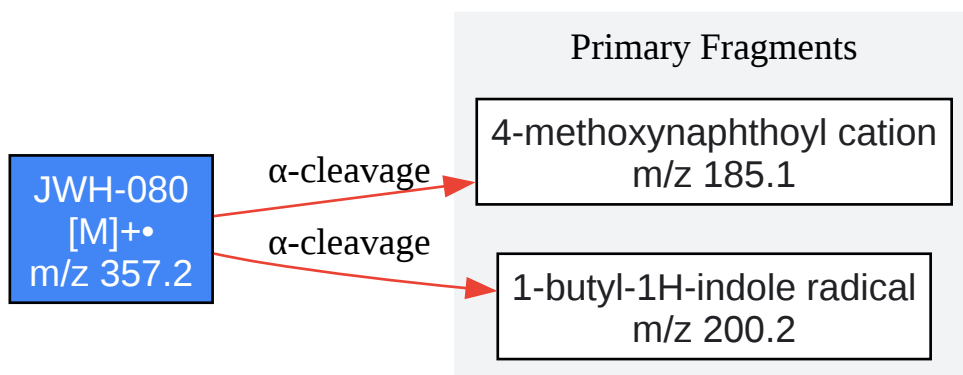 Primary Fragments
4-methoxynaphthoyl cation
m/z 185.1
α-cleavage
JWH-080
[M]+•
m/z 357.2
α-cleavage
1-butyl-1H-indole radical
m/z 200.2